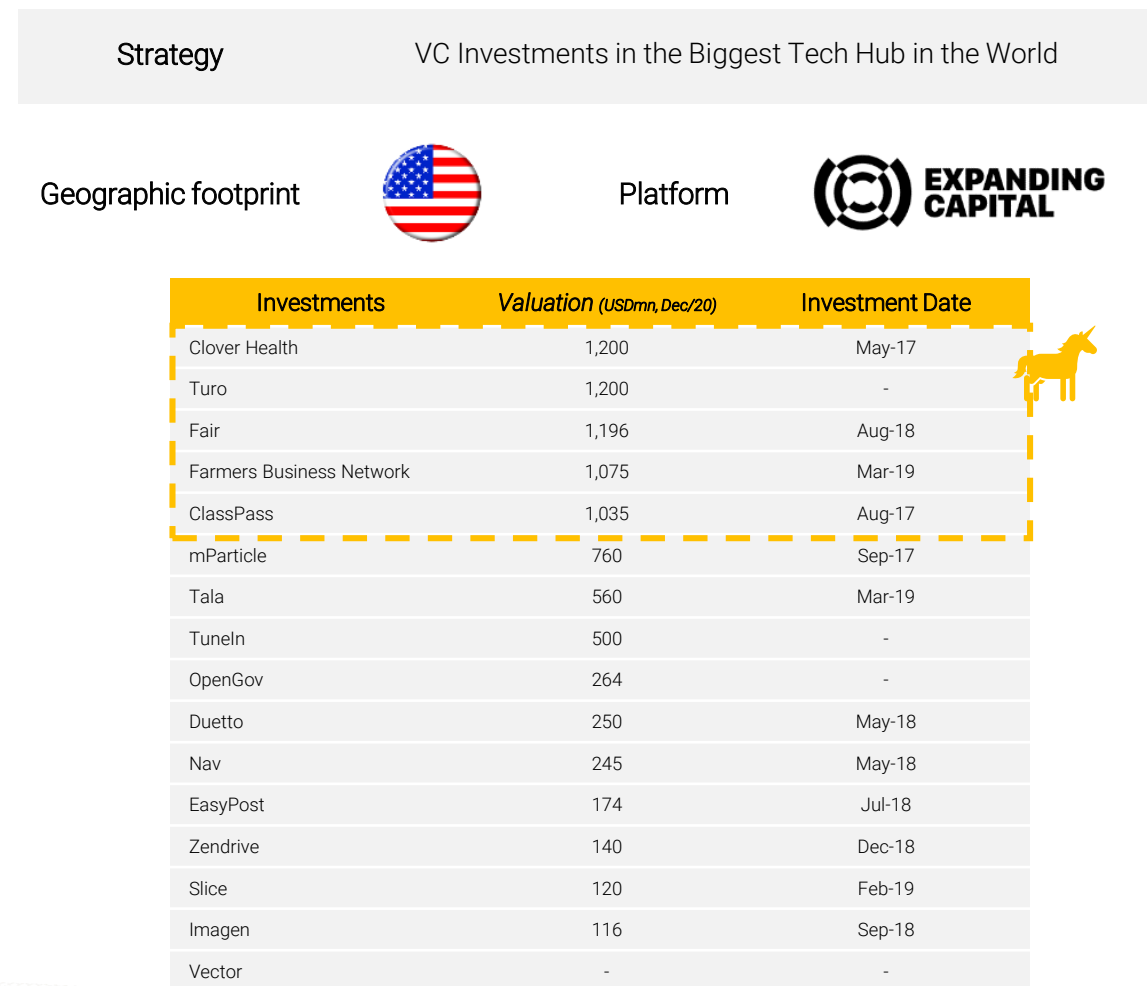 Strategy VC Investments in the Biggest Tech Hub in the World
Geographic footprint Platform EXPANDING CAPITAL
Investments Valuation (USDmn, Dec/20) Investment Date
Clover Health 1,200 May-17
Turo 1,200 -
Fair 1,196 Aug-18
Farmers Business Network 1,075 Mar-19
ClassPass 1,035 Aug-17
mParticle 760 Sep-17
Tala 560 Mar-19
TuneIn 500 -
OpenGov 264 -
Duetto 250 May-18
Nav 245 May-18
EasyPost 174 Jul-18
Zendrive 140 Dec-18
Slice 120 Feb-19
Imagen 116 Sep-18
Vector - -